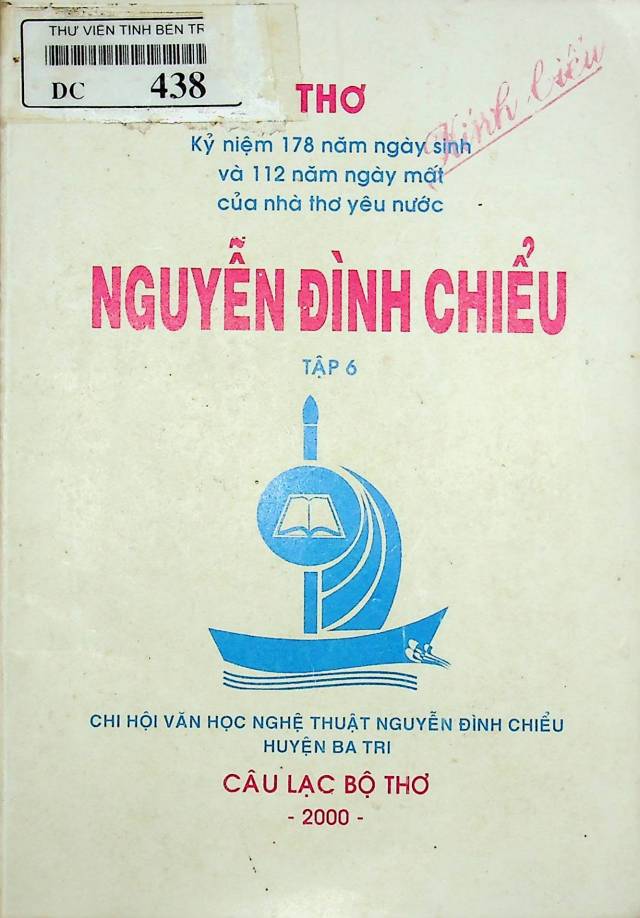 THƯ VIỆN TỈNH BẾN TR
DC 438
THƠ
Kính biếu
Kỷ niệm 178 năm ngày sinh
và 112 năm ngày mất
của nhà thơ yêu nước
NGUYỄN ĐÌNH CHIỂU
TẬP 6
CHI HỘI VĂN HỌC NGHỆ THUẬT NGUYỄN ĐÌNH CHIỂU
HUYỆN BA TRI
CÂU LẠC BỘ THƠ
- 2000 -